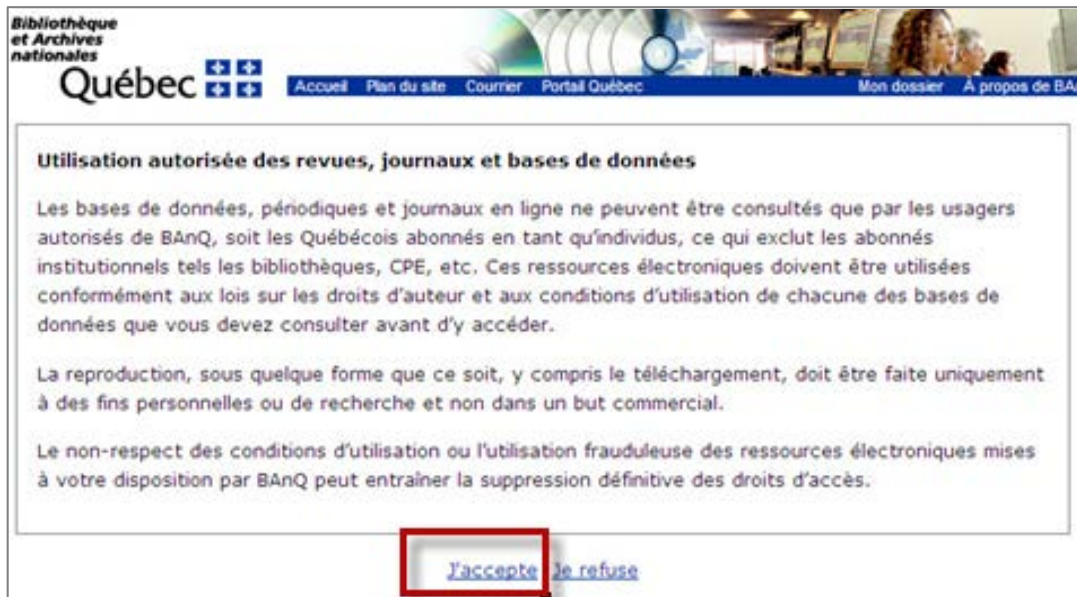 Bibliothèque
et Archives
nationales
Québec
Accueil Plan du site Courrier Portail Québec Mon dossier À propos de BAn
Utilisation autorisée des revues, journaux et bases de données
Les bases de données, périodiques et journaux en ligne ne peuvent être consultés que par les usagers
autorisés de BAnQ, soit les Québécois abonnés en tant qu'individus, ce qui exclut les abonnés
institutionnels tels les bibliothèques, CPE, etc. Ces ressources électroniques doivent être utilisées
conformément aux lois sur les droits d'auteur et aux conditions d'utilisation de chacune des bases de
données que vous devez consulter avant d'y accéder.
La reproduction, sous quelque forme que ce soit, y compris le téléchargement, doit être faite uniquement
à des fins personnelles ou de recherche et non dans un but commercial.
Le non-respect des conditions d'utilisation ou l'utilisation frauduleuse des ressources électroniques mises
à votre disposition par BAnQ peut entraîner la suppression définitive des droits d'accès.
J'accepte Je refuse